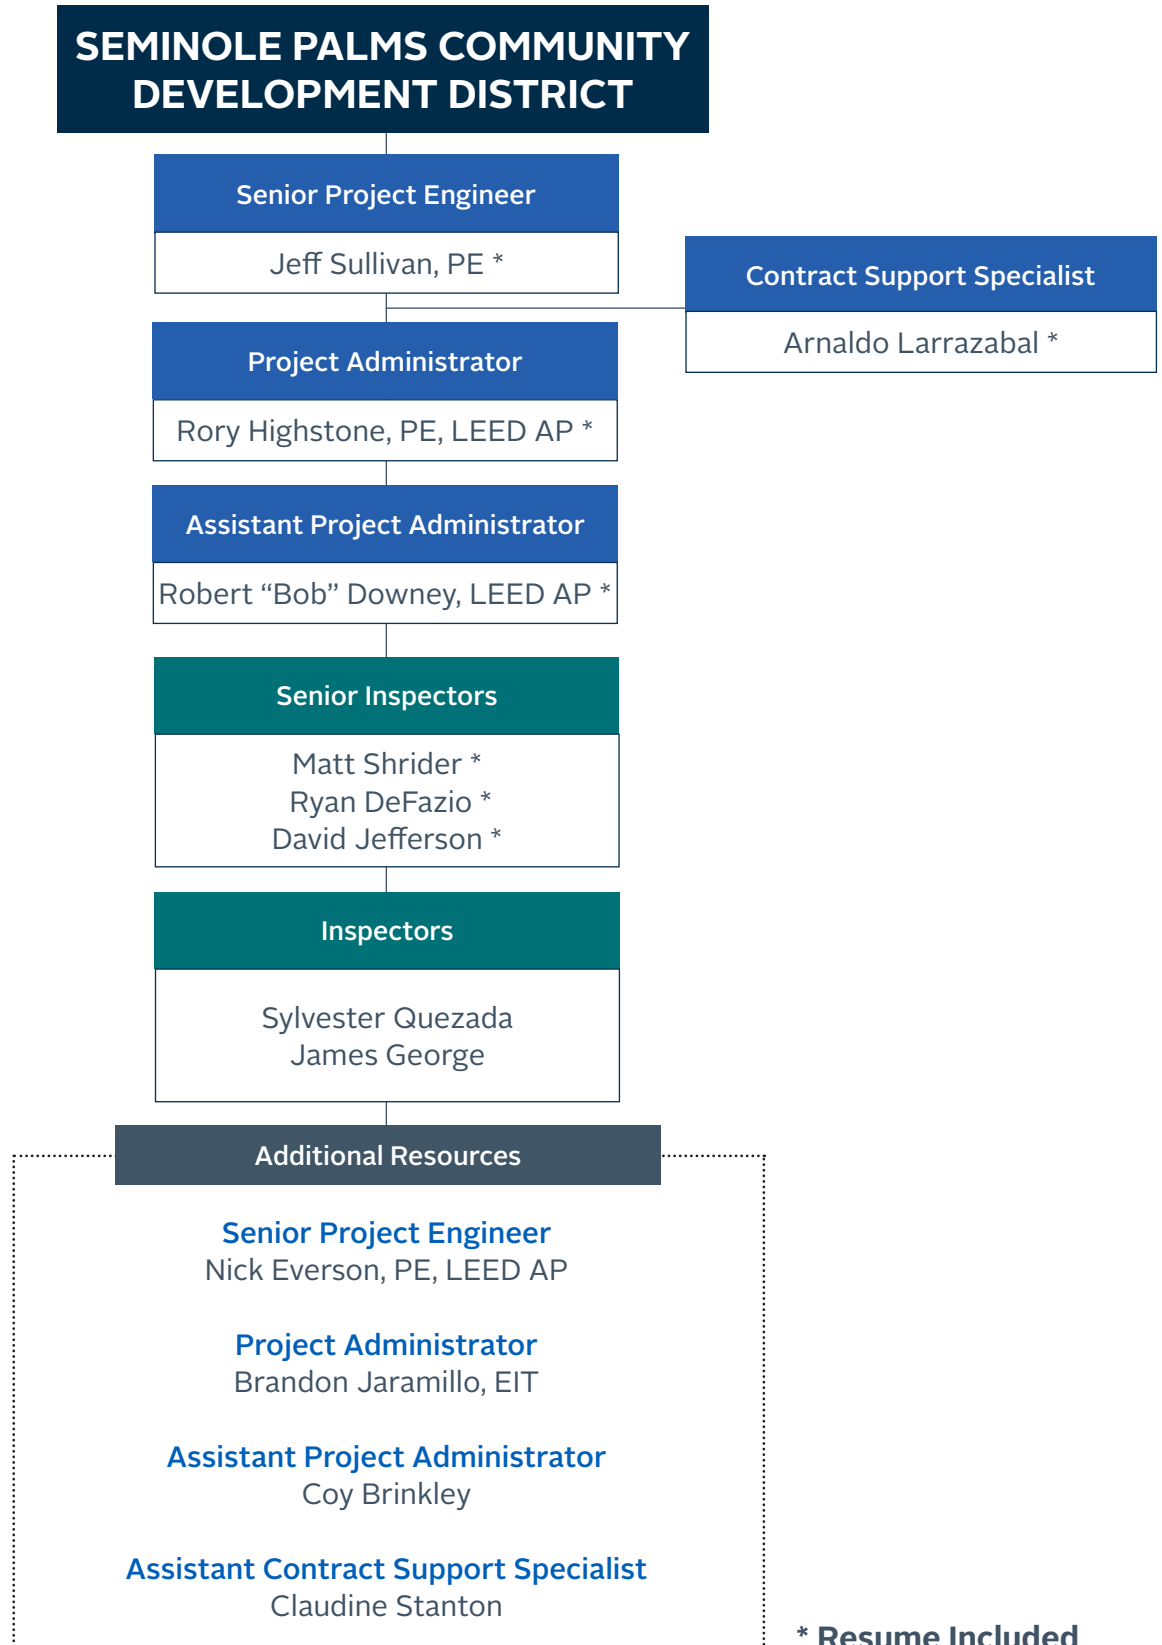 SEMINOLE PALMS COMMUNITY
DEVELOPMENT DISTRICT
Senior Project Engineer
Jeff Sullivan, PE *
Contract Support Specialist
Arnaldo Larrazabal *
Project Administrator
Rory Highstone, PE, LEED AP *
Assistant Project Administrator
Robert “Bob” Downey, LEED AP *
Senior Inspectors
Matt Shrider *
Ryan DeFazio *
David Jefferson *
Inspectors
Sylvester Quezada
James George
Additional Resources
Senior Project Engineer
Nick Everson, PE, LEED AP
Project Administrator
Brandon Jaramillo, EIT
Assistant Project Administrator
Coy Brinkley
Assistant Contract Support Specialist
Claudine Stanton
* Resume Included